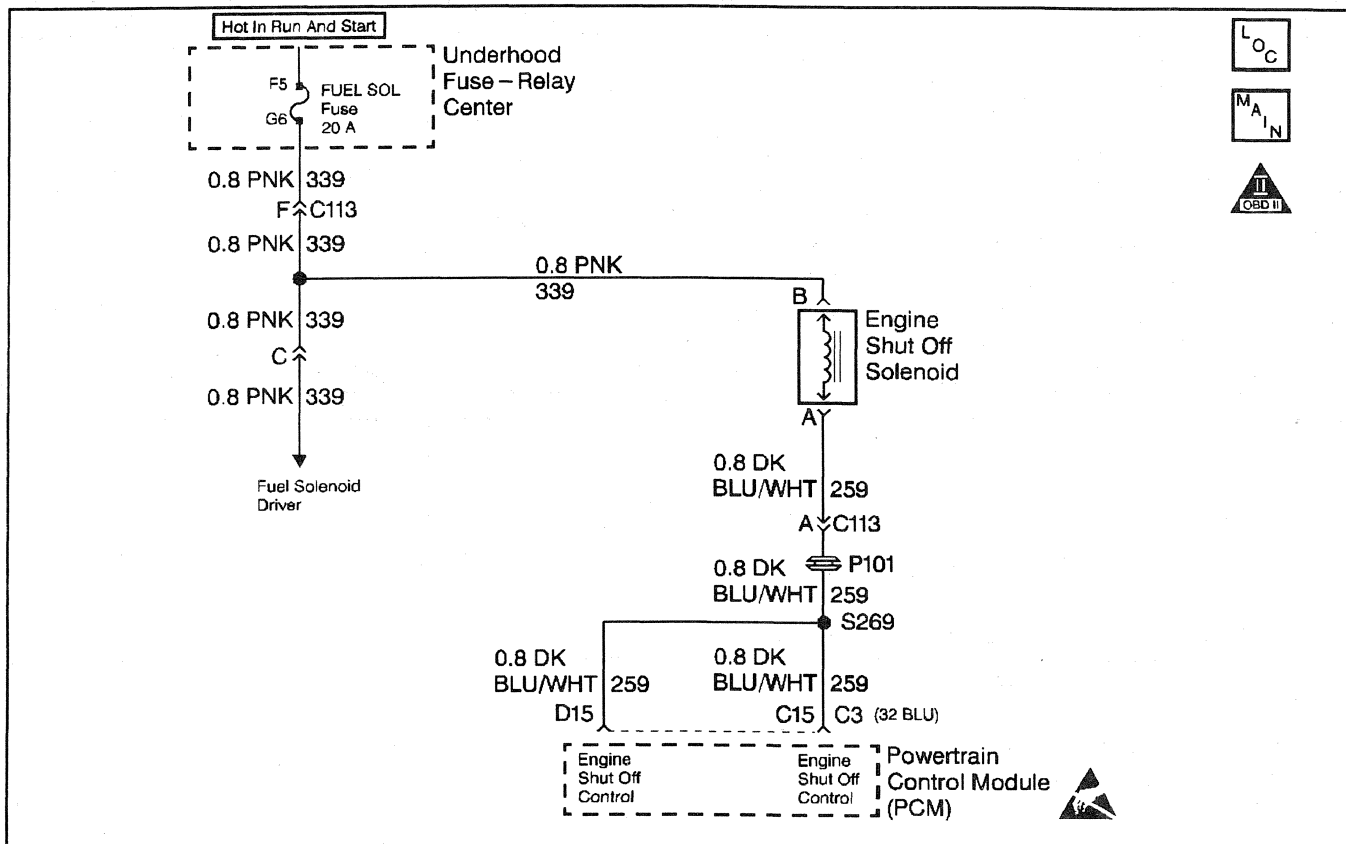 Hot In Run And Start
L O C
Underhood
Fuse – Relay
Center
F5
FUEL SOL
Fuse
20 A
G6
M A I N
0.8 PNK 339
F C113
II
OBD II
0.8 PNK 339
0.8 PNK
339
B
0.8 PNK 339
Engine
Shut Off
Solenoid
C
0.8 PNK 339
A
Fuel Solenoid
Driver
0.8 DK
BLU/WHT 259
A C113
P101
0.8 DK
BLU/WHT 259
S269
0.8 DK
BLU/WHT 259
0.8 DK
BLU/WHT 259
D15
C15 C3 (32 BLU)
Engine
Shut Off
Control
Engine
Shut Off
Control
Powertrain
Control Module
(PCM)